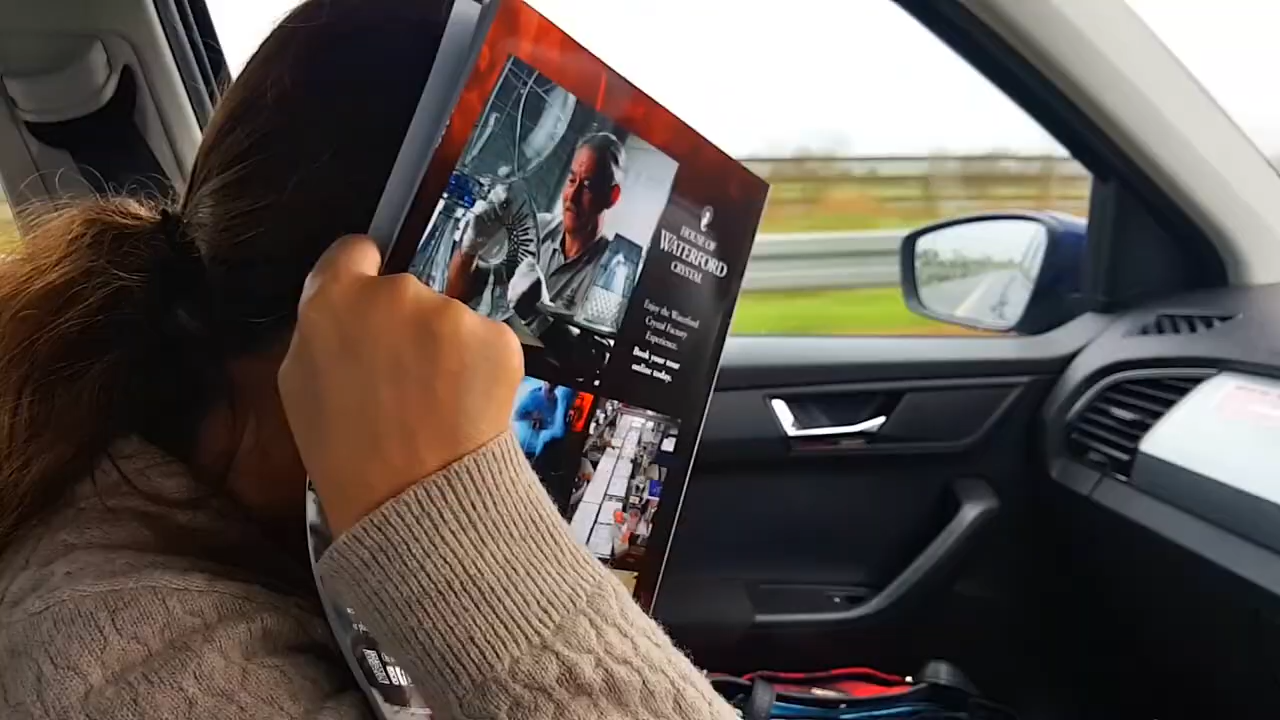 HOUSE OF
WATERFORD
CRYSTAL
Enjoy the Waterford
Crystal Factory
Experience.
Book your tour
online today.